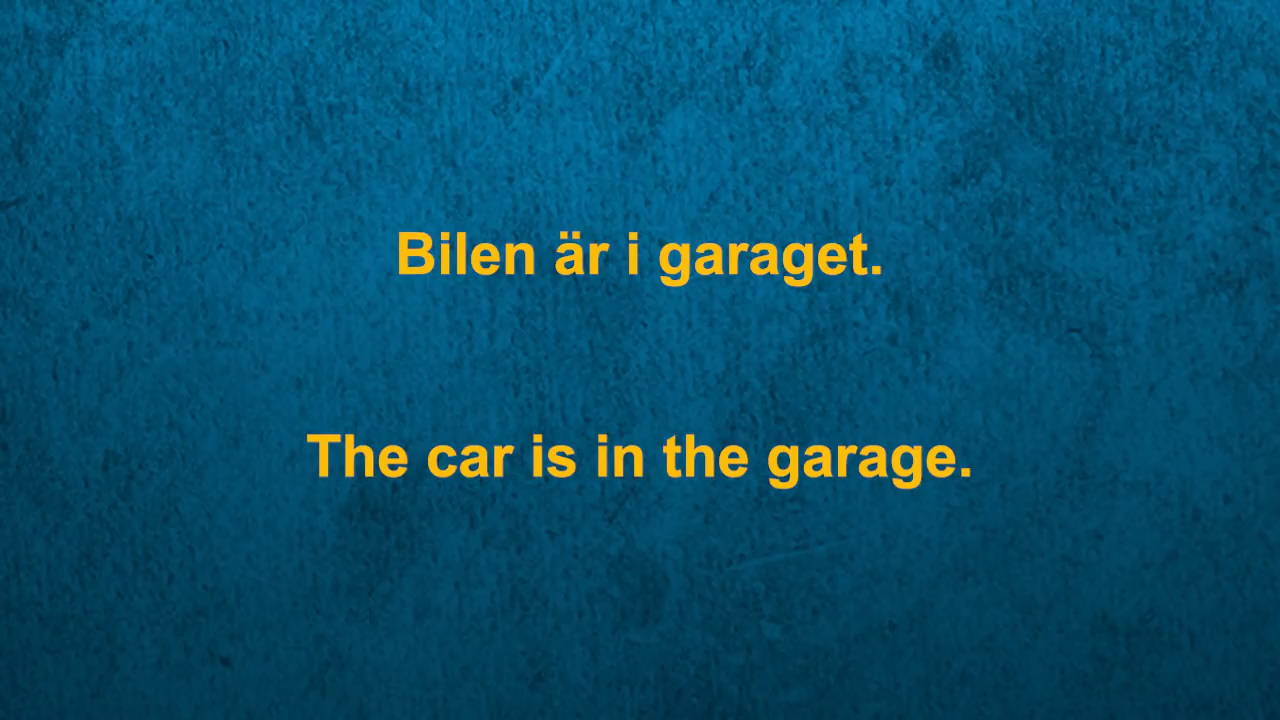 Bilen är i garaget.
The car is in the garage.